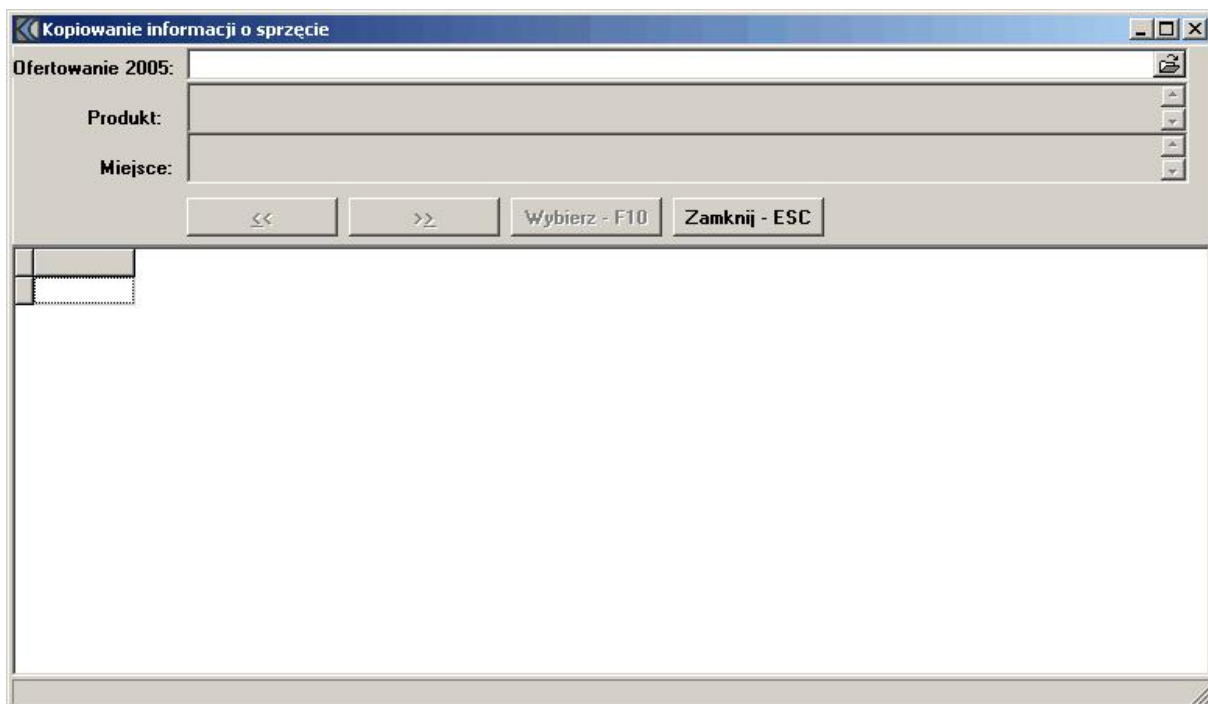 Kopiowanie informacji o sprzęcie
Ofertowanie 2005:
Produkt:
Miejsce:
<< >> Wybierz - F10 Zamknij - ESC